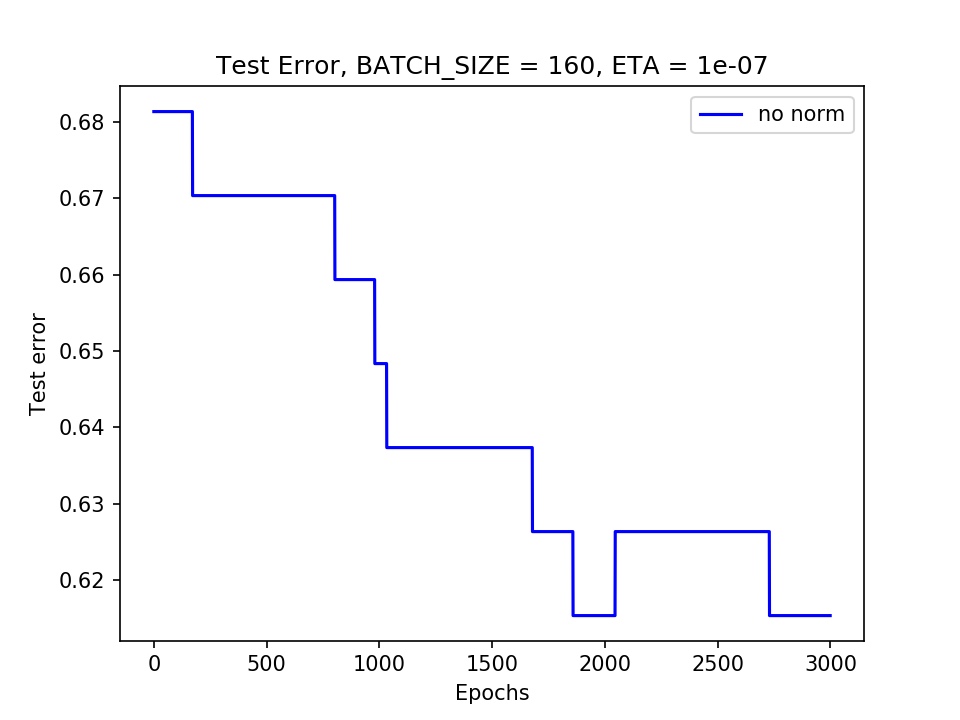 Test Error, BATCH_SIZE = 160, ETA = 1e-07
no norm
0.68
0.67
0.66
0.65
0.64
0.63
0.62
Test error
0 500 1000 1500 2000 2500 3000
Epochs